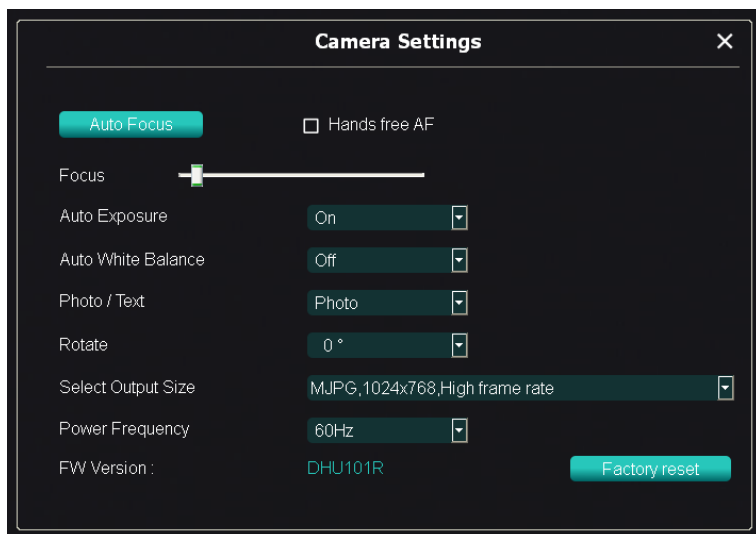 Camera Settings
Auto Focus Hands free AF
Focus
Auto Exposure On
Auto White Balance Off
Photo / Text Photo
Rotate 0 °
Select Output Size MJPG,1024x768,High frame rate
Power Frequency 60Hz
FW Version : DHU101R Factory reset